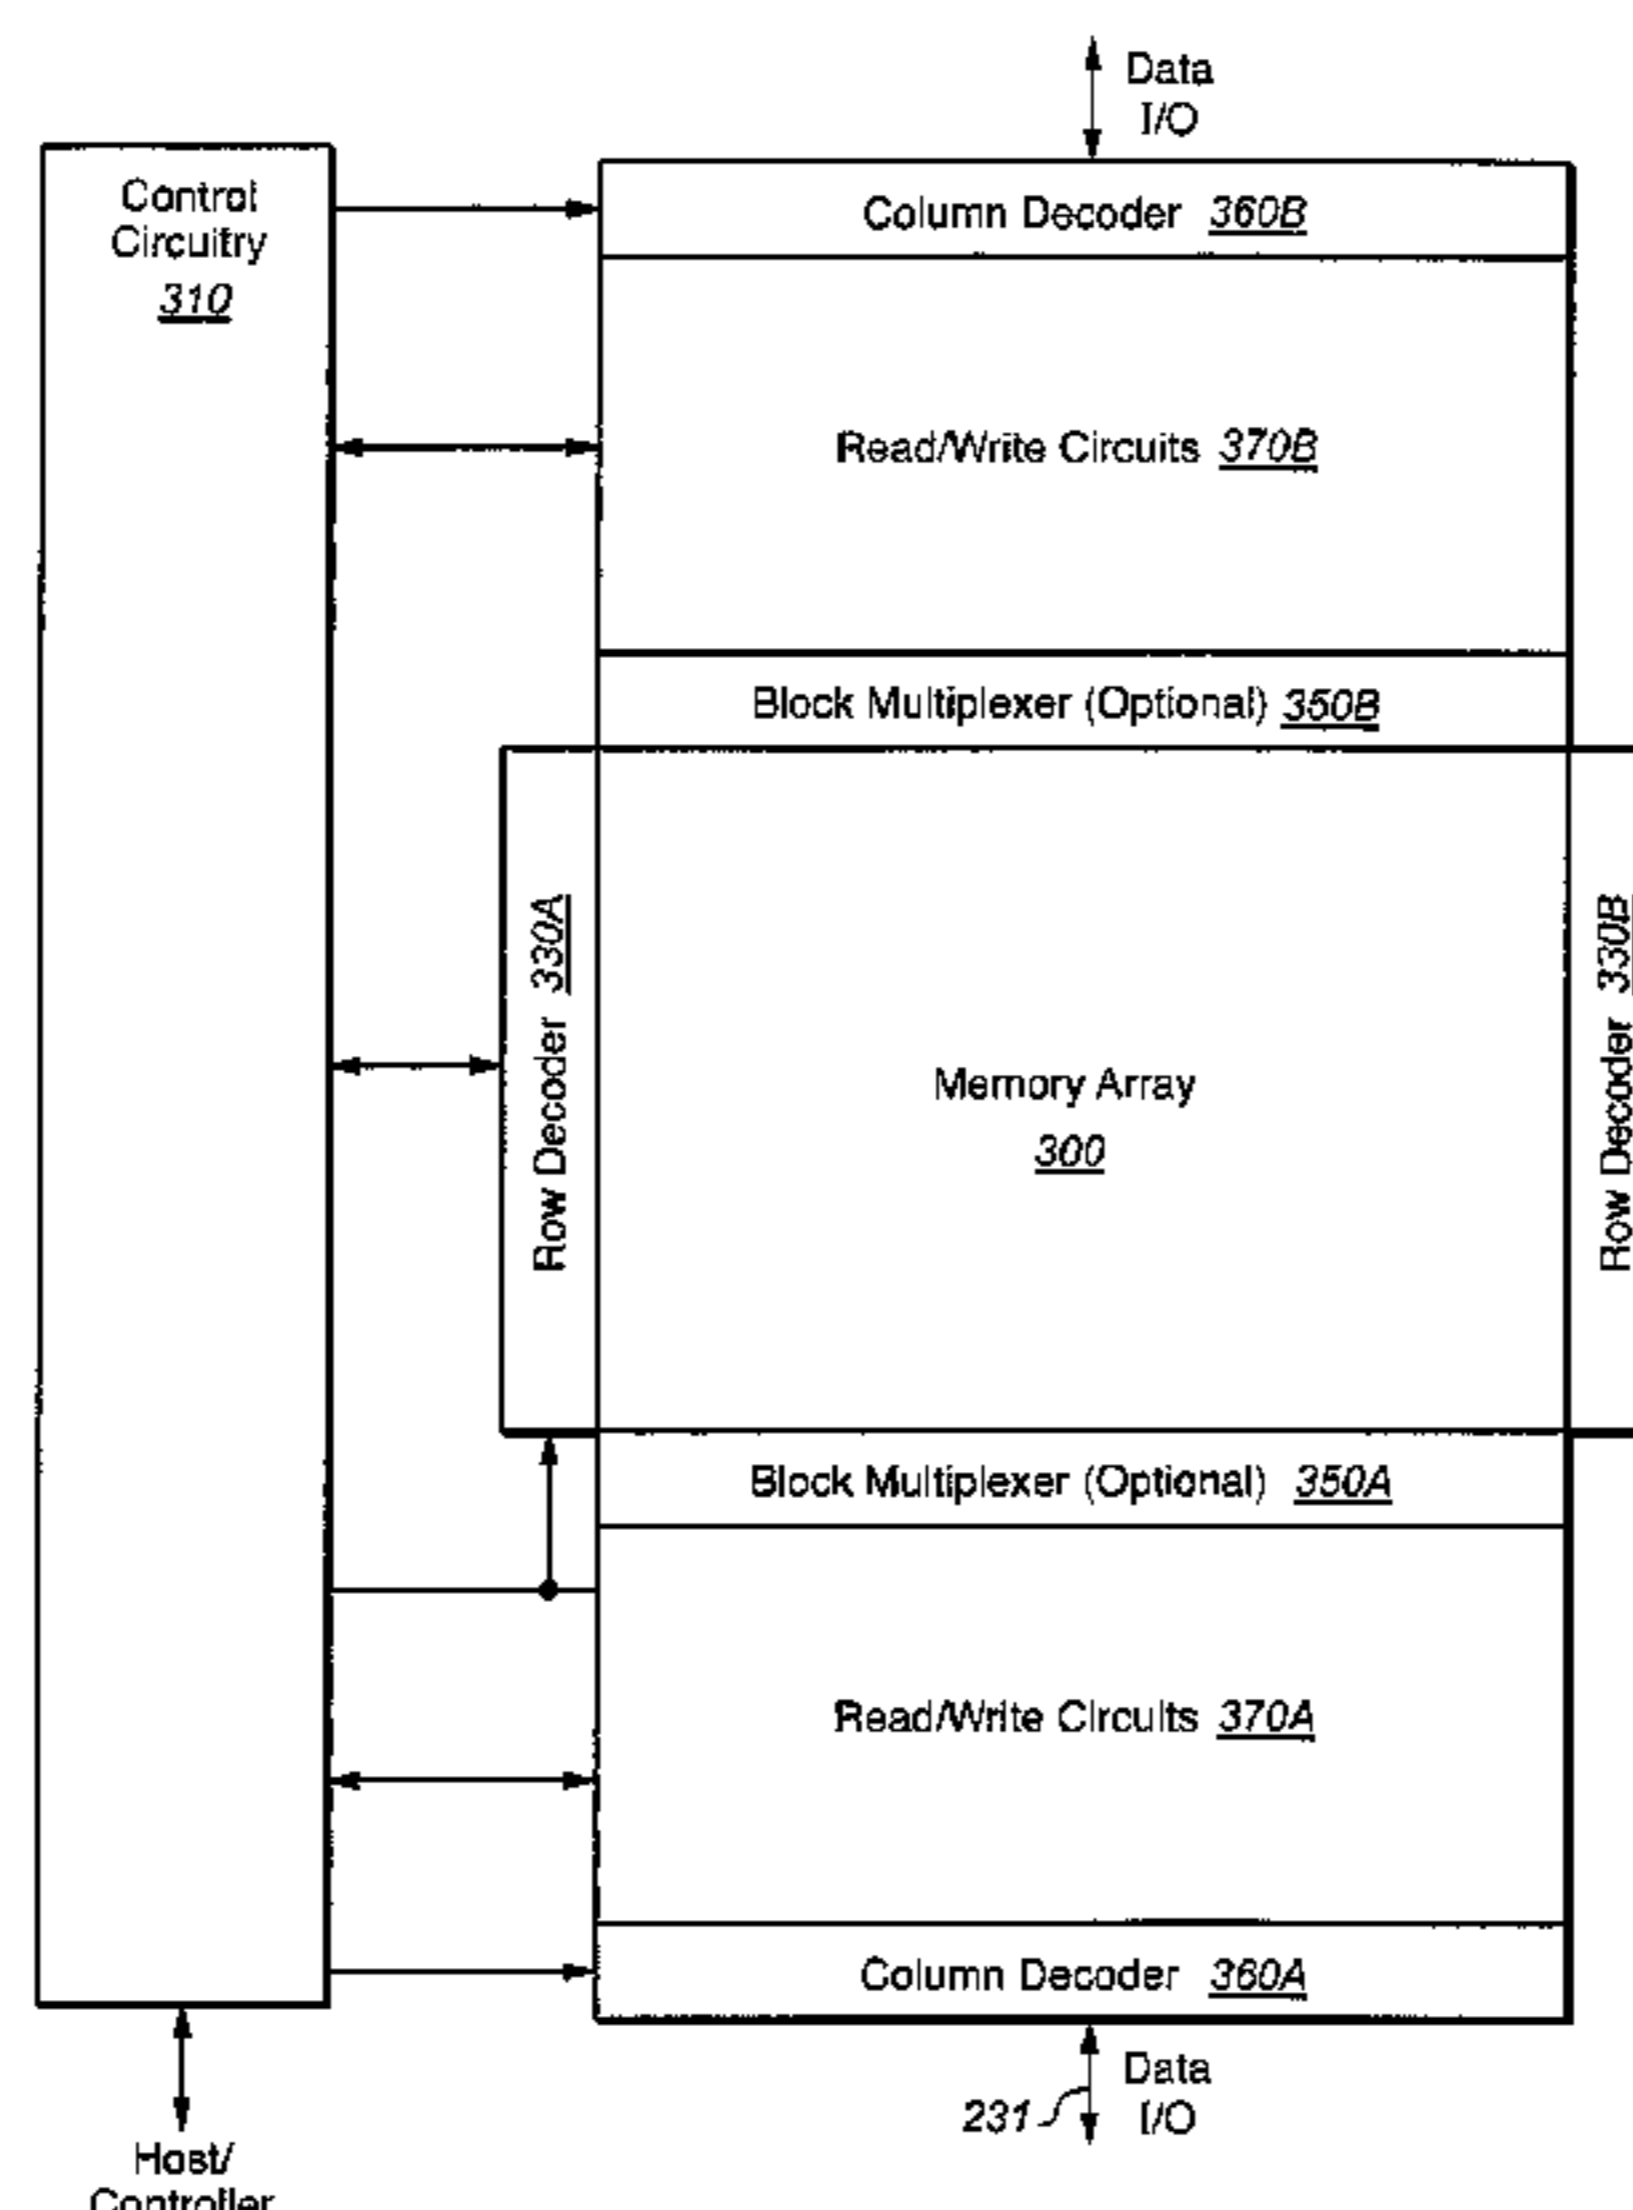 Data
I/O
Control
Circuitry
310
Column Decoder 360B
Read/Write Circuits 370B
Block Multiplexer (Optional) 350B
Row Decoder 330A
Memory Array
300
Row Decoder 330B
Block Multiplexer (Optional) 350A
Read/Write Circuits 370A
Column Decoder 360A
Data
I/O
231
Host/
Controller